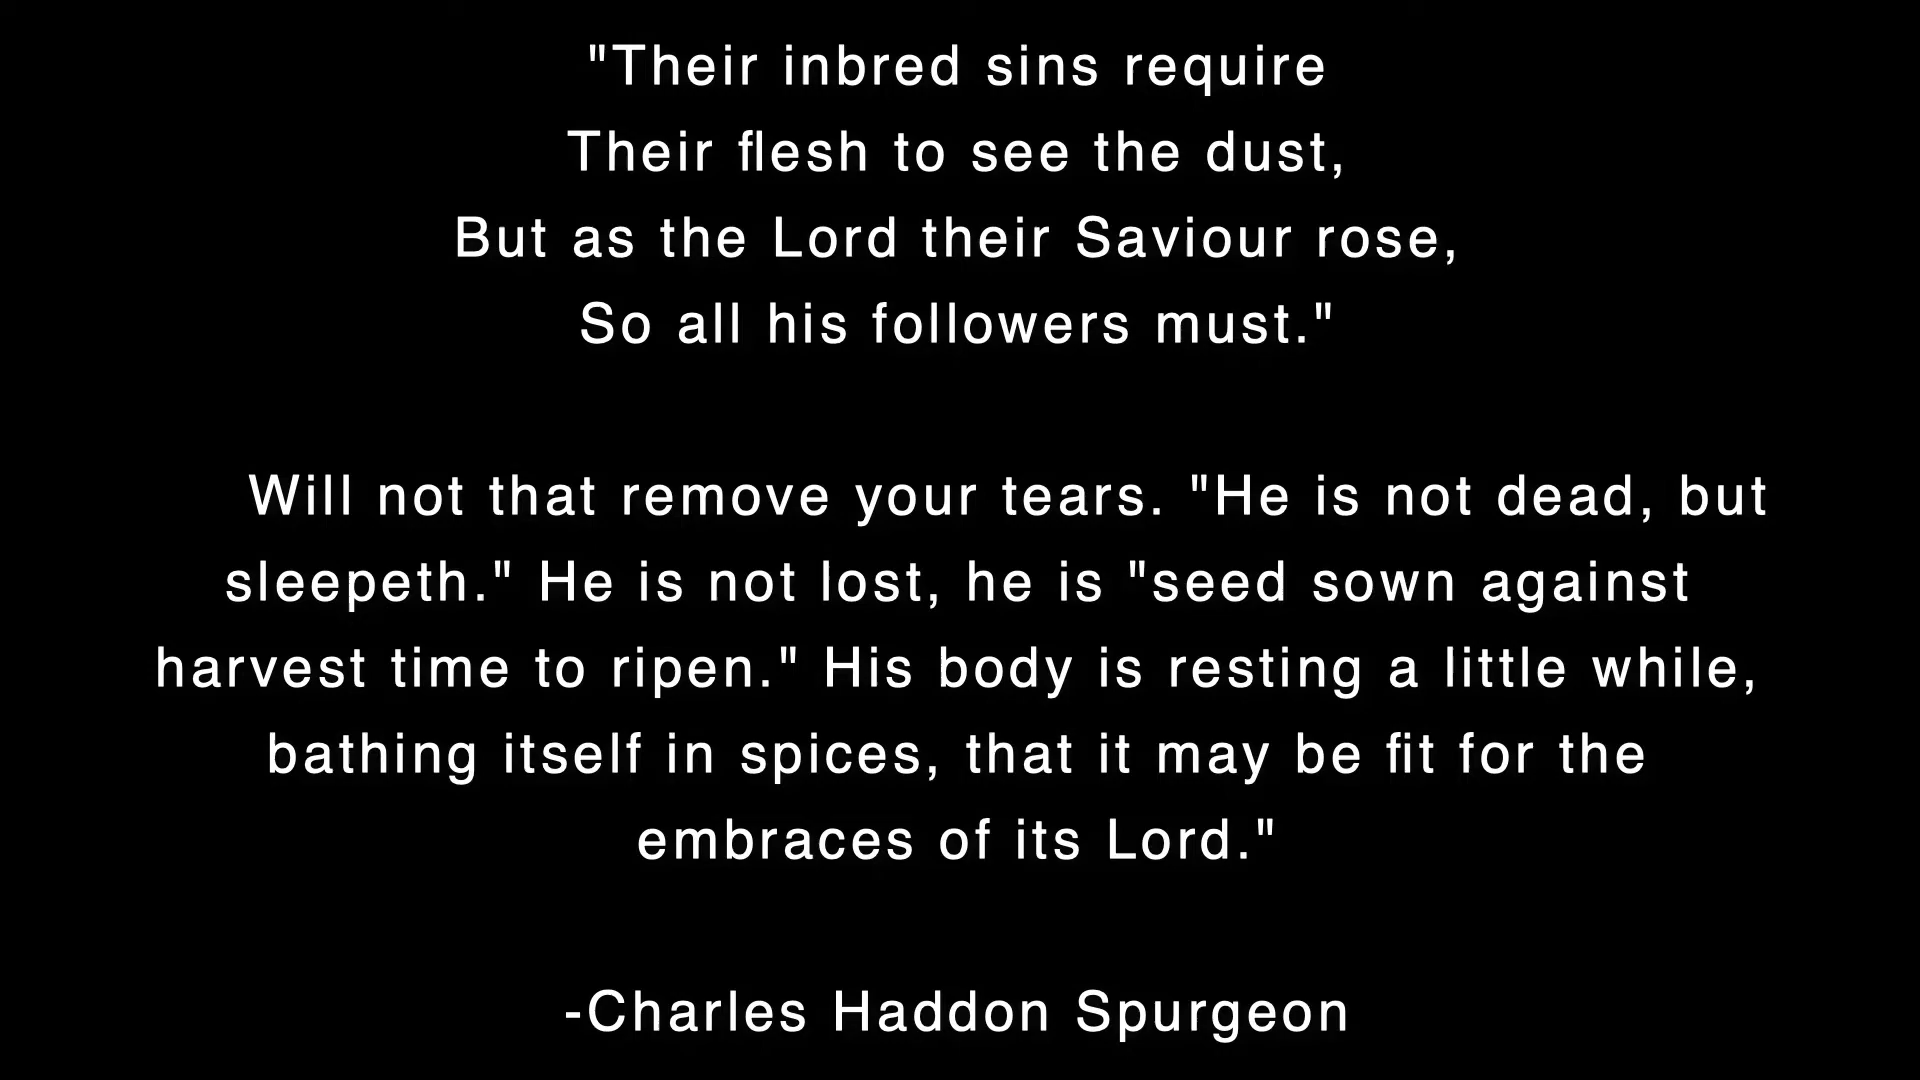 "Their inbred sins require
Their flesh to see the dust,
But as the Lord their Saviour rose,
So all his followers must."
Will not that remove your tears. "He is not dead, but
sleepeth." He is not lost, he is "seed sown against
harvest time to ripen." His body is resting a little while,
bathing itself in spices, that it may be fit for the
embraces of its Lord."
-Charles Haddon Spurgeon